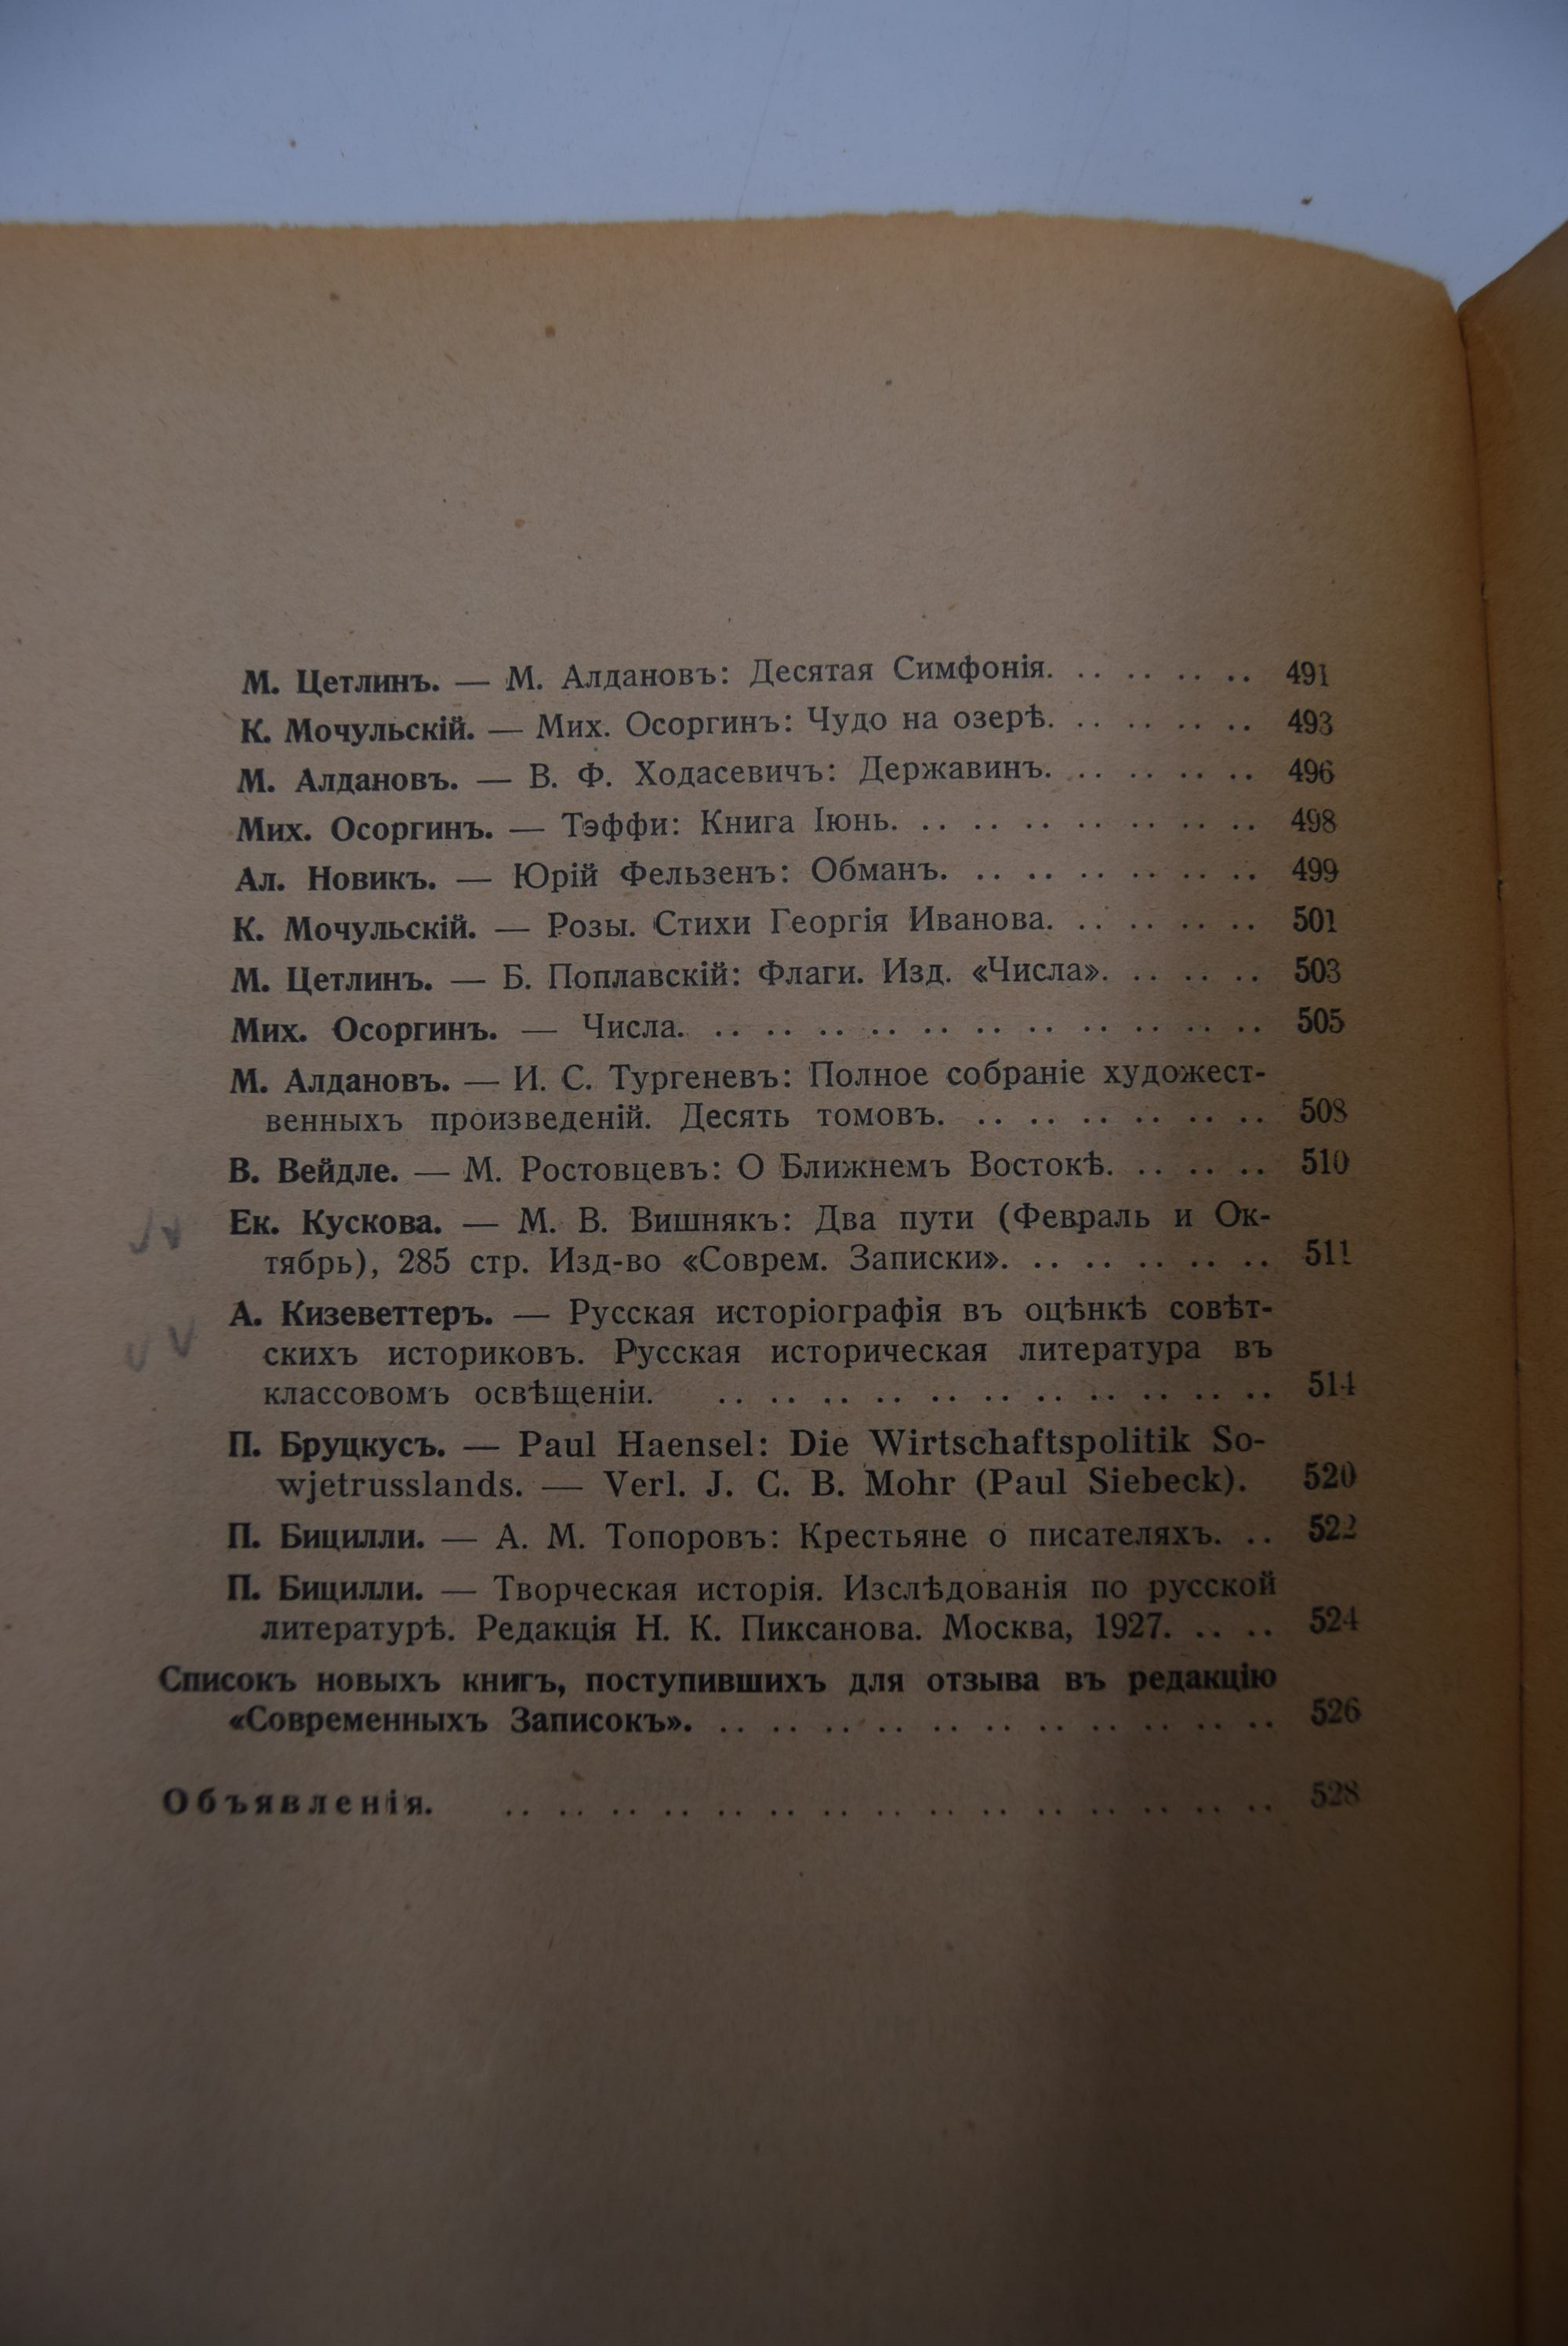 М. Цетлинъ. — М. Алдановъ: Десятая Симфонія. . . . . . . . . 491
К. Мочульскій. — Мих. Осоргинъ: Чудо на озерѣ. . . . . . . . . 493
М. Алдановъ. — В. Ф. Ходасевичъ: Державинъ. . . . . . . . . 496
Мих. Осоргинъ. — Тэффи: Книга Іюнь. . . . . . . . . . . . . . . 498
Ал. Новикъ. — Юрій Фельзенъ: Обманъ. . . . . . . . . . . . . 499
К. Мочульскій. — Розы. Стихи Георгія Иванова. . . . . . . . . 501
М. Цетлинъ. — Б. Поплавскій: Флаги. Изд. «Числа». . . . . . . 503
Мих. Осоргинъ. — Числа. . . . . . . . . . . . . . . . . . . . . . 505
М. Алдановъ. — И. С. Тургеневъ: Полное собраніе художест-
венныхъ произведеній. Десять томовъ. . . . . . . . . . . . . 508
В. Вейдле. — М. Ростовцевъ: О Ближнемъ Востокѣ. . . . . . . 510
Ек. Кускова. — М. В. Вишнякъ: Два пути (Февраль и Ок-
тябрь), 285 стр. Изд-во «Соврем. Записки». . . . . . . . . . . 511
А. Кизеветтеръ. — Русская исторіографія въ оцѣнкѣ совѣт-
скихъ историковъ. Русская историческая литература въ
классовомъ освѣщеніи. . . . . . . . . . . . . . . . . . . . . . 514
П. Бруцкусъ. — Paul Haensel: Die Wirtschaftspolitik So-
wjetrusslands. — Verl. J. C. B. Mohr (Paul Siebeck). 520
П. Бицилли. — А. М. Топоровъ: Крестьяне о писателяхъ. . . 522
П. Бицилли. — Творческая исторія. Изслѣдованія по русской
литературѣ. Редакція Н. К. Пиксанова. Москва, 1927. . . . . 524
Списокъ новыхъ книгъ, поступившихъ для отзыва въ редакцію
«Современныхъ Записокъ». . . . . . . . . . . . . . . . . . . . . . 526
Объявленія. . . . . . . . . . . . . . . . . . . . . . . . . . . . . . 528